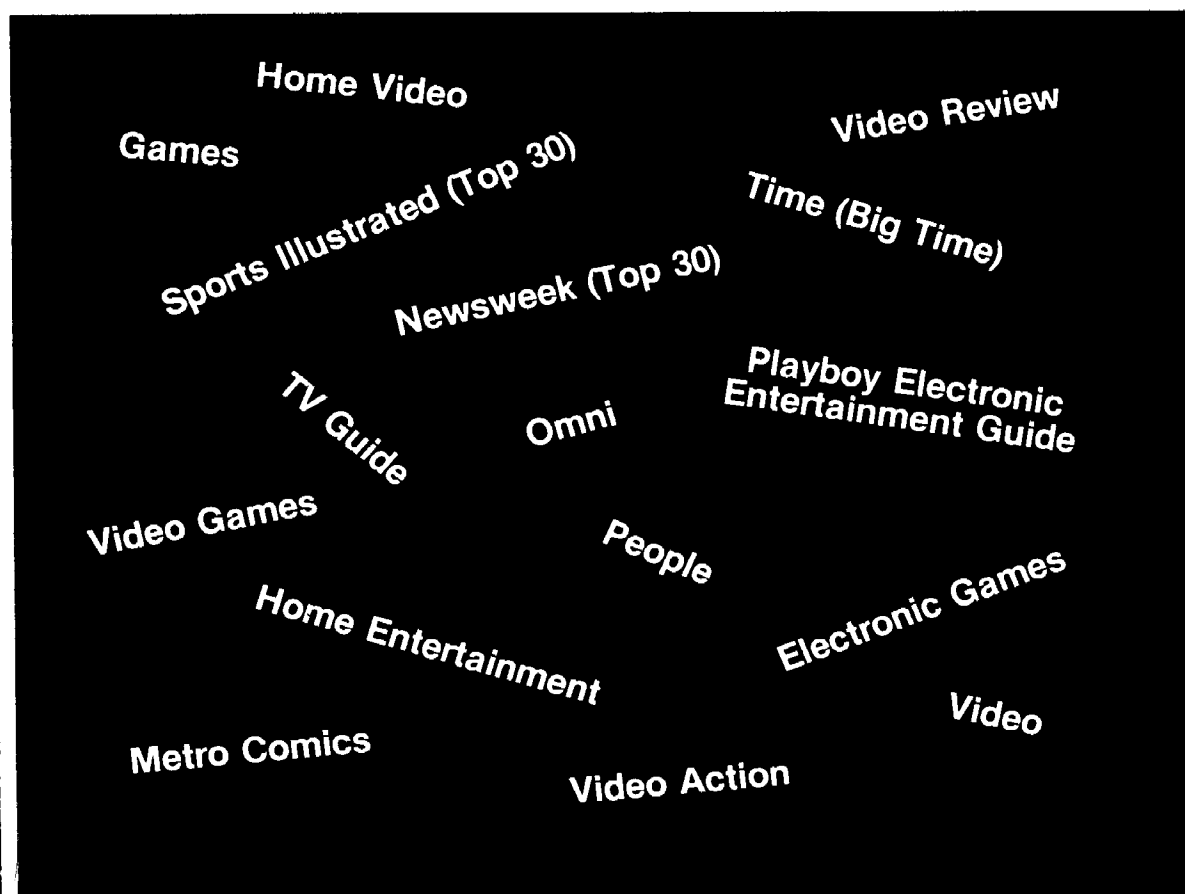 Home Video
Video Review
Games
Sports Illustrated (Top 30)
Time (Big Time)
Newsweek (Top 30)
Playboy Electronic
Entertainment Guide
TV Guide
Omni
Video Games
People
Electronic Games
Home Entertainment
Video
Metro Comics
Video Action